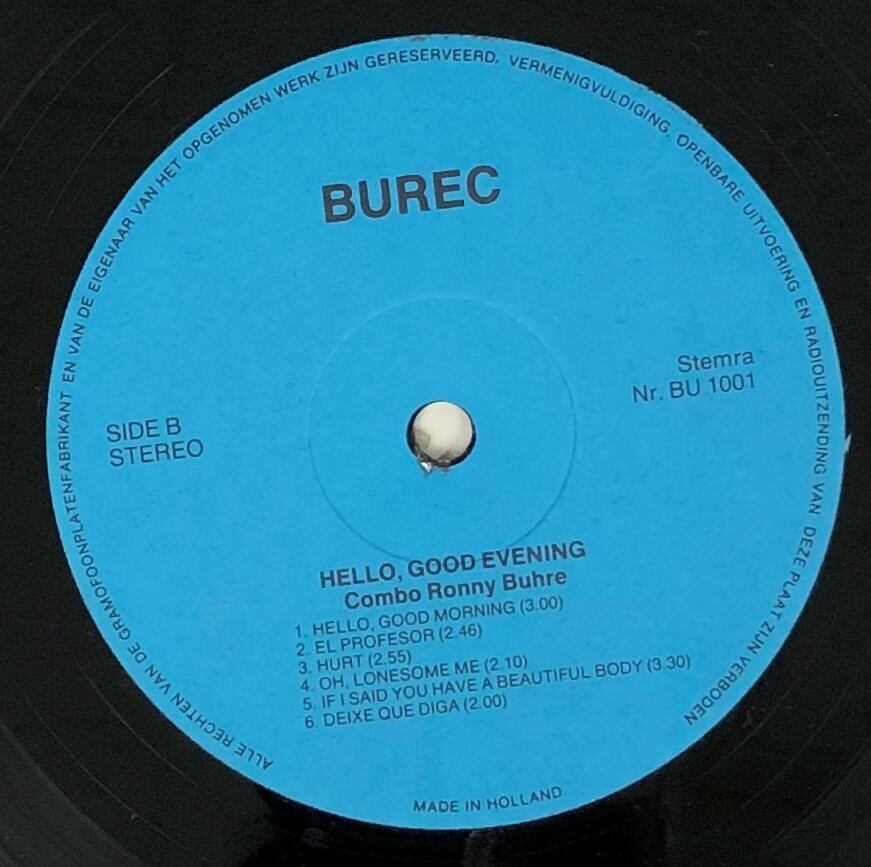 ALLE RECHTEN VAN DE GRAMOFOONPLATENFABRIKANT EN VAN DE EIGENAAR VAN HET OPGENOMEN WERK ZIJN GERESERVEERD. VERMENIGVULDIGING, OPENBARE UITVOERING EN RADIOUITZENDING VAN DEZE PLAAT ZIJN VERBODEN
BUREC
Stemra
Nr. BU 1001
SIDE B
STEREO
HELLO, GOOD EVENING
Combo Ronny Buhre
1. HELLO, GOOD MORNING (3.00)
2. EL PROFESOR (2.46)
3. HURT (2.55)
4. OH, LONESOME ME (2.10)
5. IF I SAID YOU HAVE A BEAUTIFUL BODY (3.30)
6. DEIXE QUE DIGA (2.00)
MADE IN HOLLAND